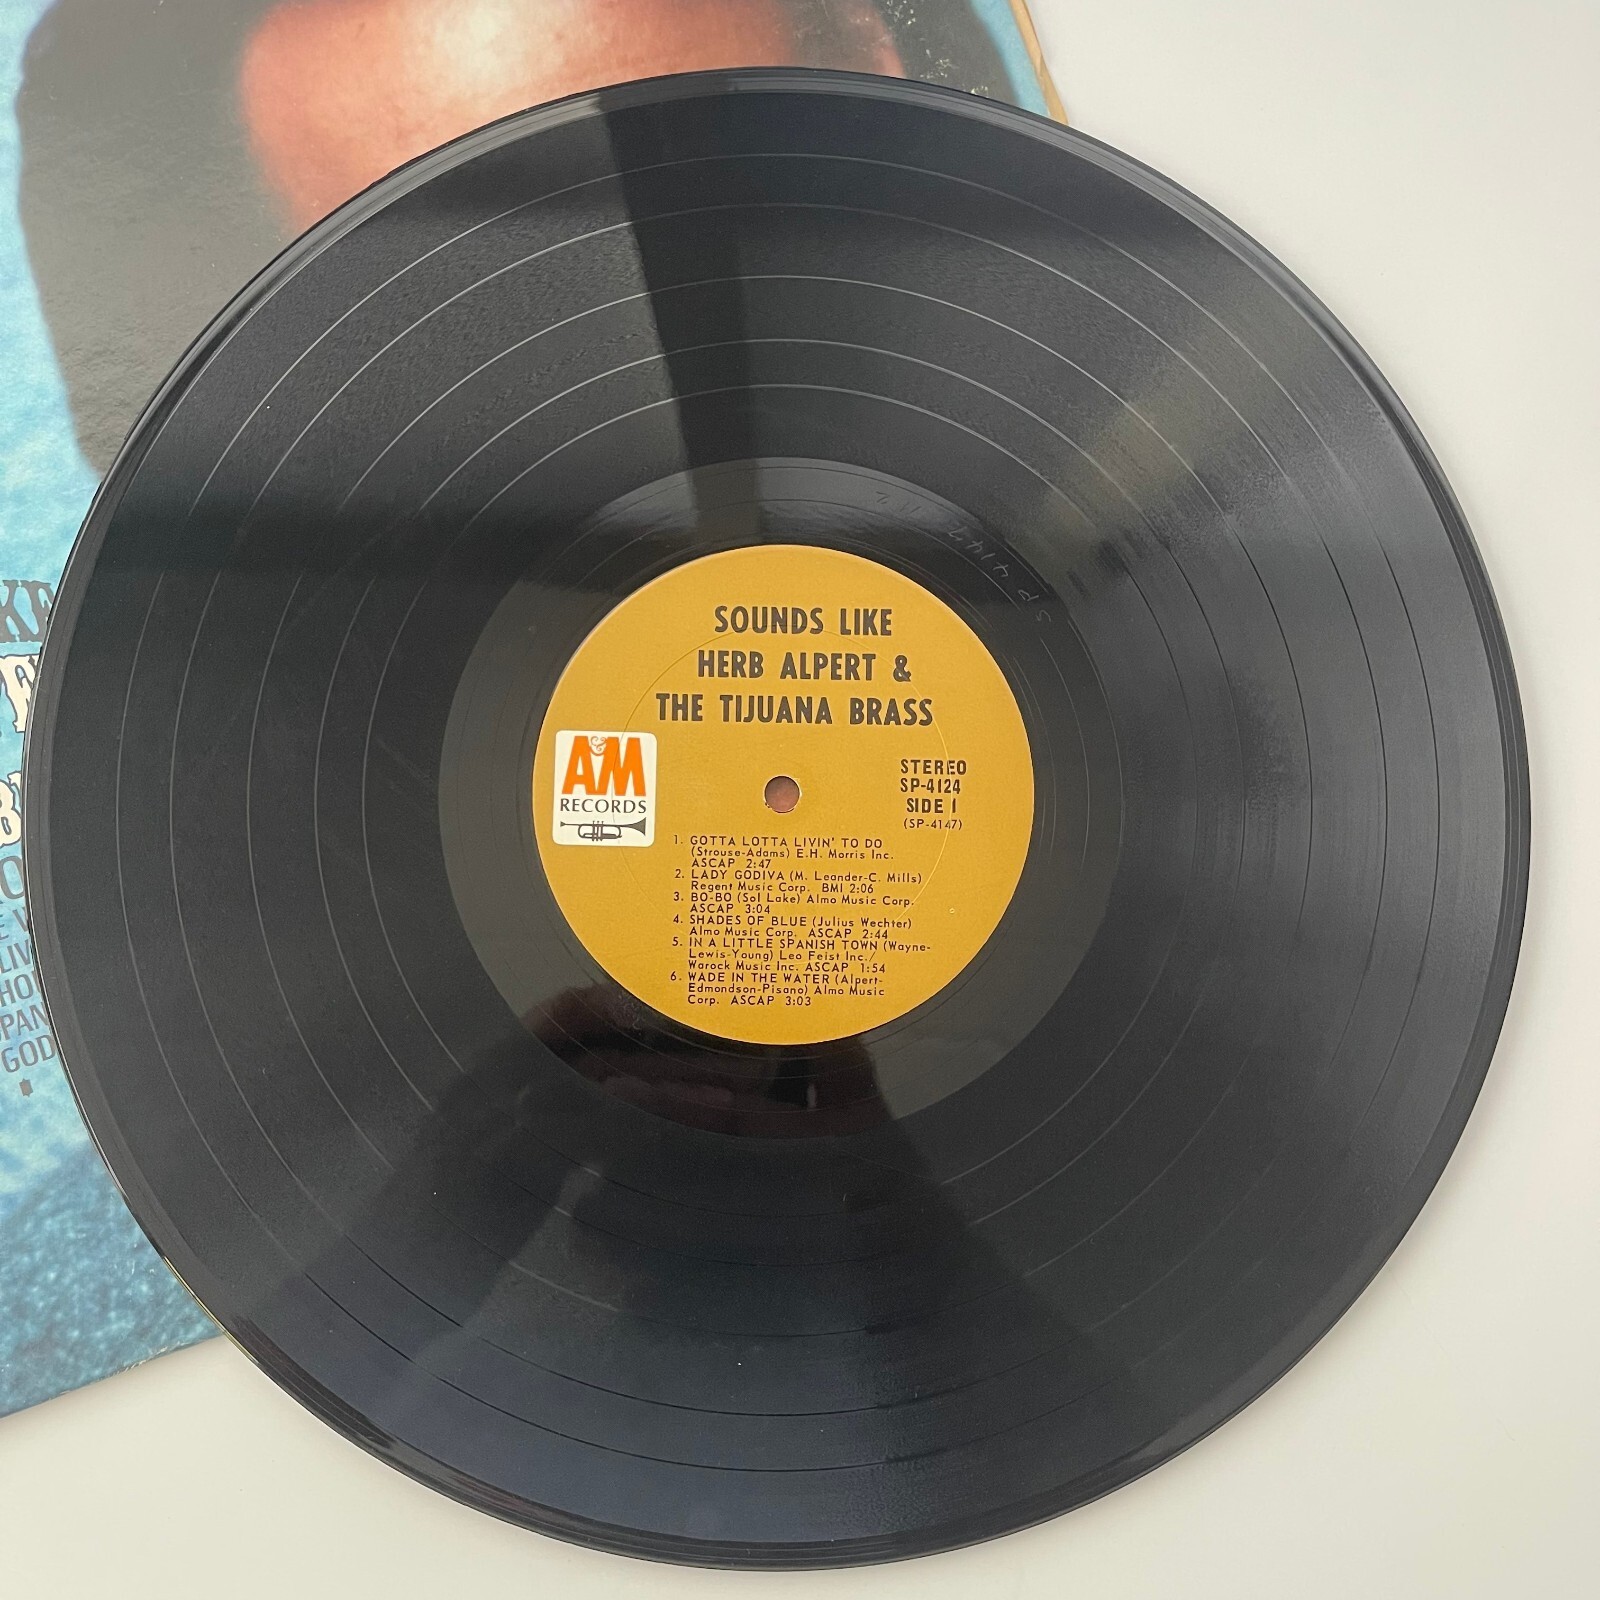 SOUNDS LIKE
HERB ALPERT &
THE TIJUANA BRASS
A&M
RECORDS
STEREO
SP-4124
SIDE 1
(SP-4147)
1. GOTTA LOTTA LIVIN' TO DO
(Strouse-Adams) E.H. Morris Inc.
ASCAP 2:47
2. LADY GODIVA (M. Leander-C. Mills)
Regent Music Corp. BMI 2:06
3. BO-BO (Sol Lake) Almo Music Corp.
ASCAP 3:04
4. SHADES OF BLUE (Julius Wechter)
Almo Music Corp. ASCAP 2:44
5. IN A LITTLE SPANISH TOWN (Wayne-
Lewis-Young) Leo Feist Inc./
Warock Music Inc. ASCAP 1:54
6. WADE IN THE WATER (Alpert-
Edmondson-Pisano) Almo Music
Corp. ASCAP 3:03
SP 4147
GOD